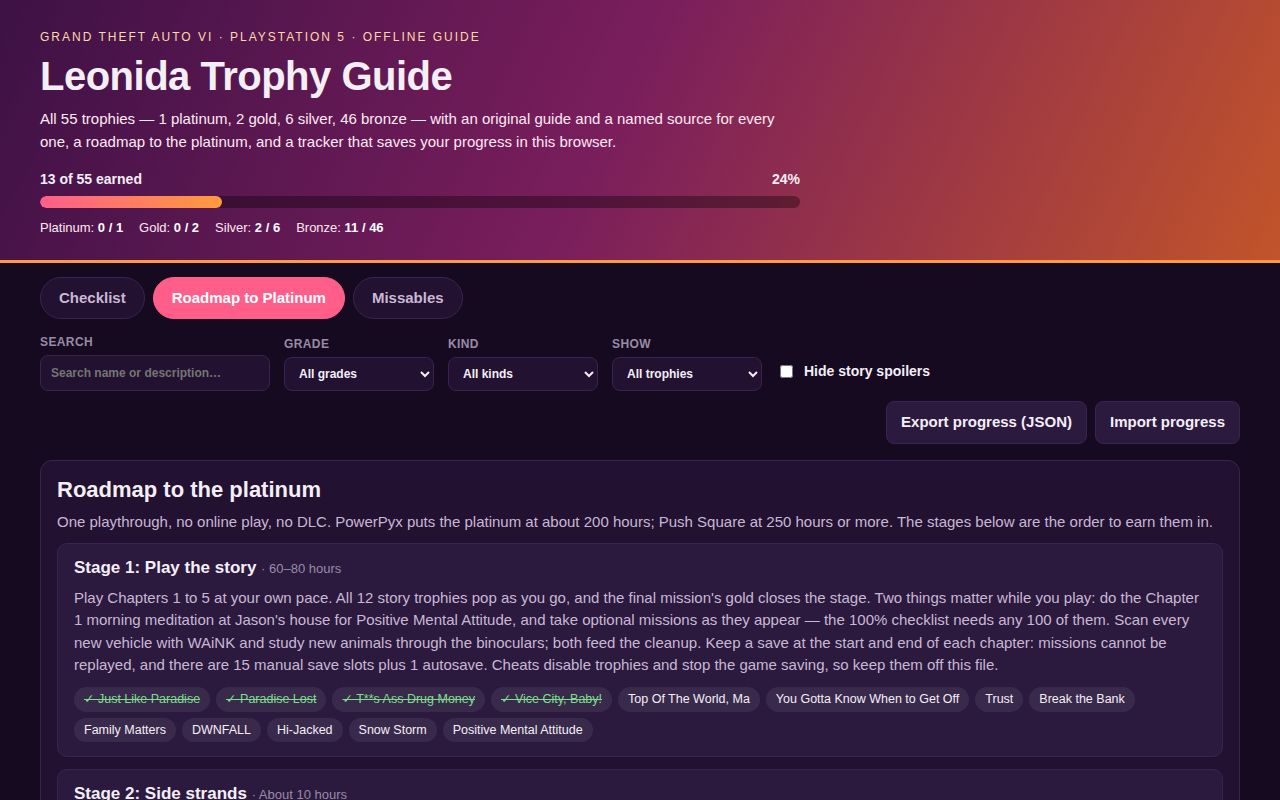 GRAND THEFT AUTO VI · PLAYSTATION 5 · OFFLINE GUIDE
Leonida Trophy Guide
All 55 trophies — 1 platinum, 2 gold, 6 silver, 46 bronze — with an original guide and a named source for every
one, a roadmap to the platinum, and a tracker that saves your progress in this browser.
13 of 55 earned 24%
Platinum: 0 / 1 Gold: 0 / 2 Silver: 2 / 6 Bronze: 11 / 46
Checklist Roadmap to Platinum Missables
SEARCH GRADE KIND SHOW
Search name or description… All grades All kinds All trophies Hide story spoilers
Export progress (JSON) Import progress
Roadmap to the platinum
One playthrough, no online play, no DLC. PowerPyx puts the platinum at about 200 hours; Push Square at 250 hours or more. The stages below are the order to earn them in.
Stage 1: Play the story · 60–80 hours
Play Chapters 1 to 5 at your own pace. All 12 story trophies pop as you go, and the final mission's gold closes the stage. Two things matter while you play: do the Chapter
1 morning meditation at Jason's house for Positive Mental Attitude, and take optional missions as they appear — the 100% checklist needs any 100 of them. Scan every
new vehicle with WAiNK and study new animals through the binoculars; both feed the cleanup. Keep a save at the start and end of each chapter: missions cannot be
replayed, and there are 15 manual save slots plus 1 autosave. Cheats disable trophies and stop the game saving, so keep them off this file.
✓ Just Like Paradise ✓ Paradise Lost ✓ T**s Ass Drug Money ✓ Vice City, Baby! Top Of The World, Ma You Gotta Know When to Get Off Trust Break the Bank
Family Matters DWNFALL Hi-Jacked Snow Storm Positive Mental Attitude
Stage 2: Side strands · About 10 hours